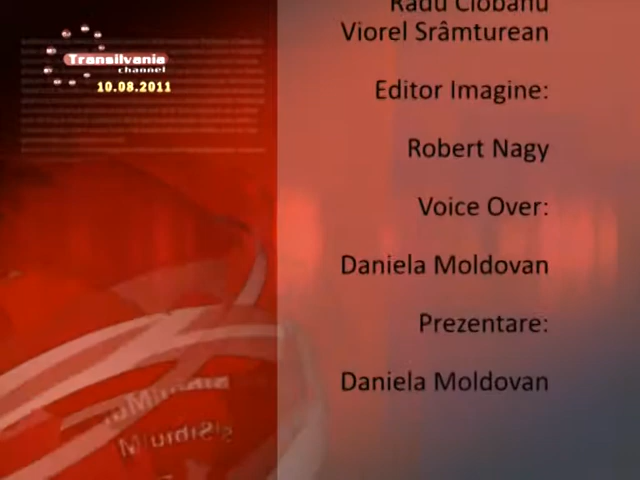 Transilvania
channel
10.08.2011
Radu Ciobanu
Viorel Srâmturean
Editor Imagine:
Robert Nagy
Voice Over:
Daniela Moldovan
Prezentare:
Daniela Moldovan